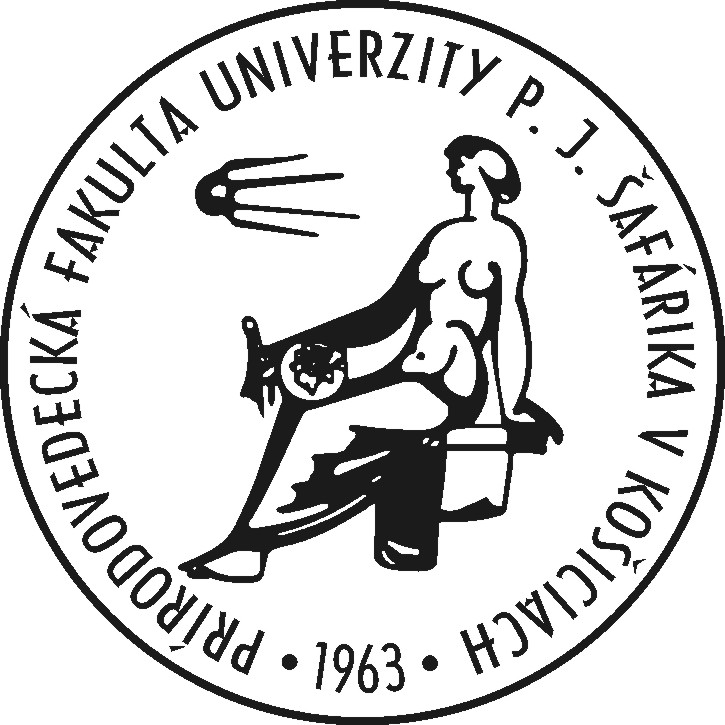 PRÍRODOVEDECKÁ FAKULTA UNIVERZITY P. J. ŠAFÁRIKA V KOŠICIACH
• 1963 •